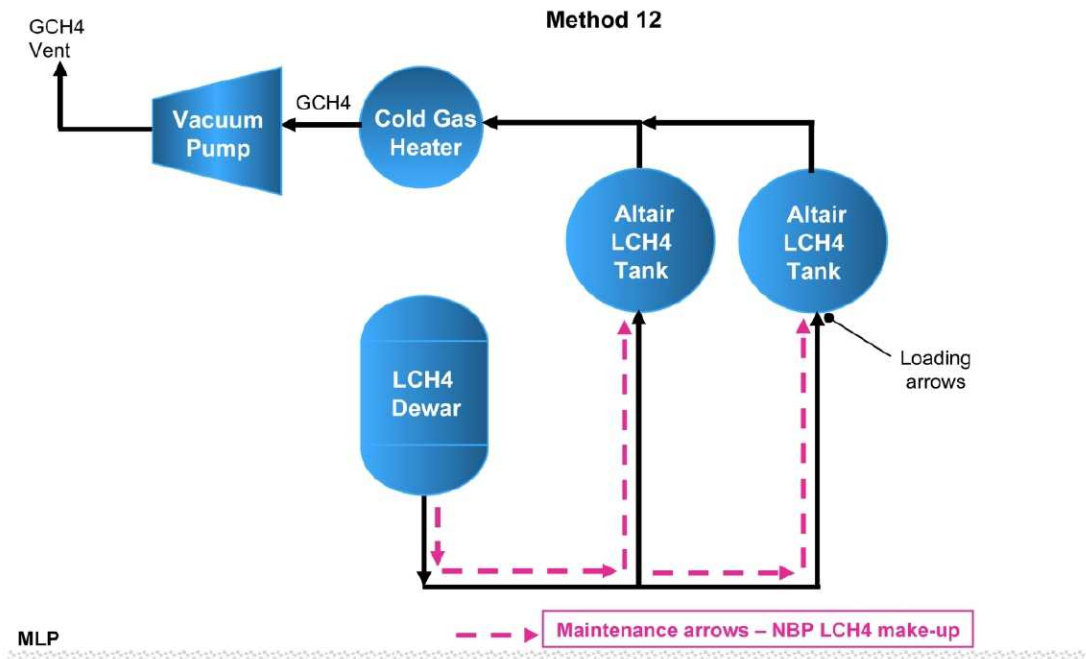 Method 12
GCH4
Vent
Vacuum
Pump
GCH4
Cold Gas
Heater
Altair
LCH4
Tank
Altair
LCH4
Tank
LCH4
Dewar
Loading
arrows
MLP
Maintenance arrows – NBP LCH4 make-up